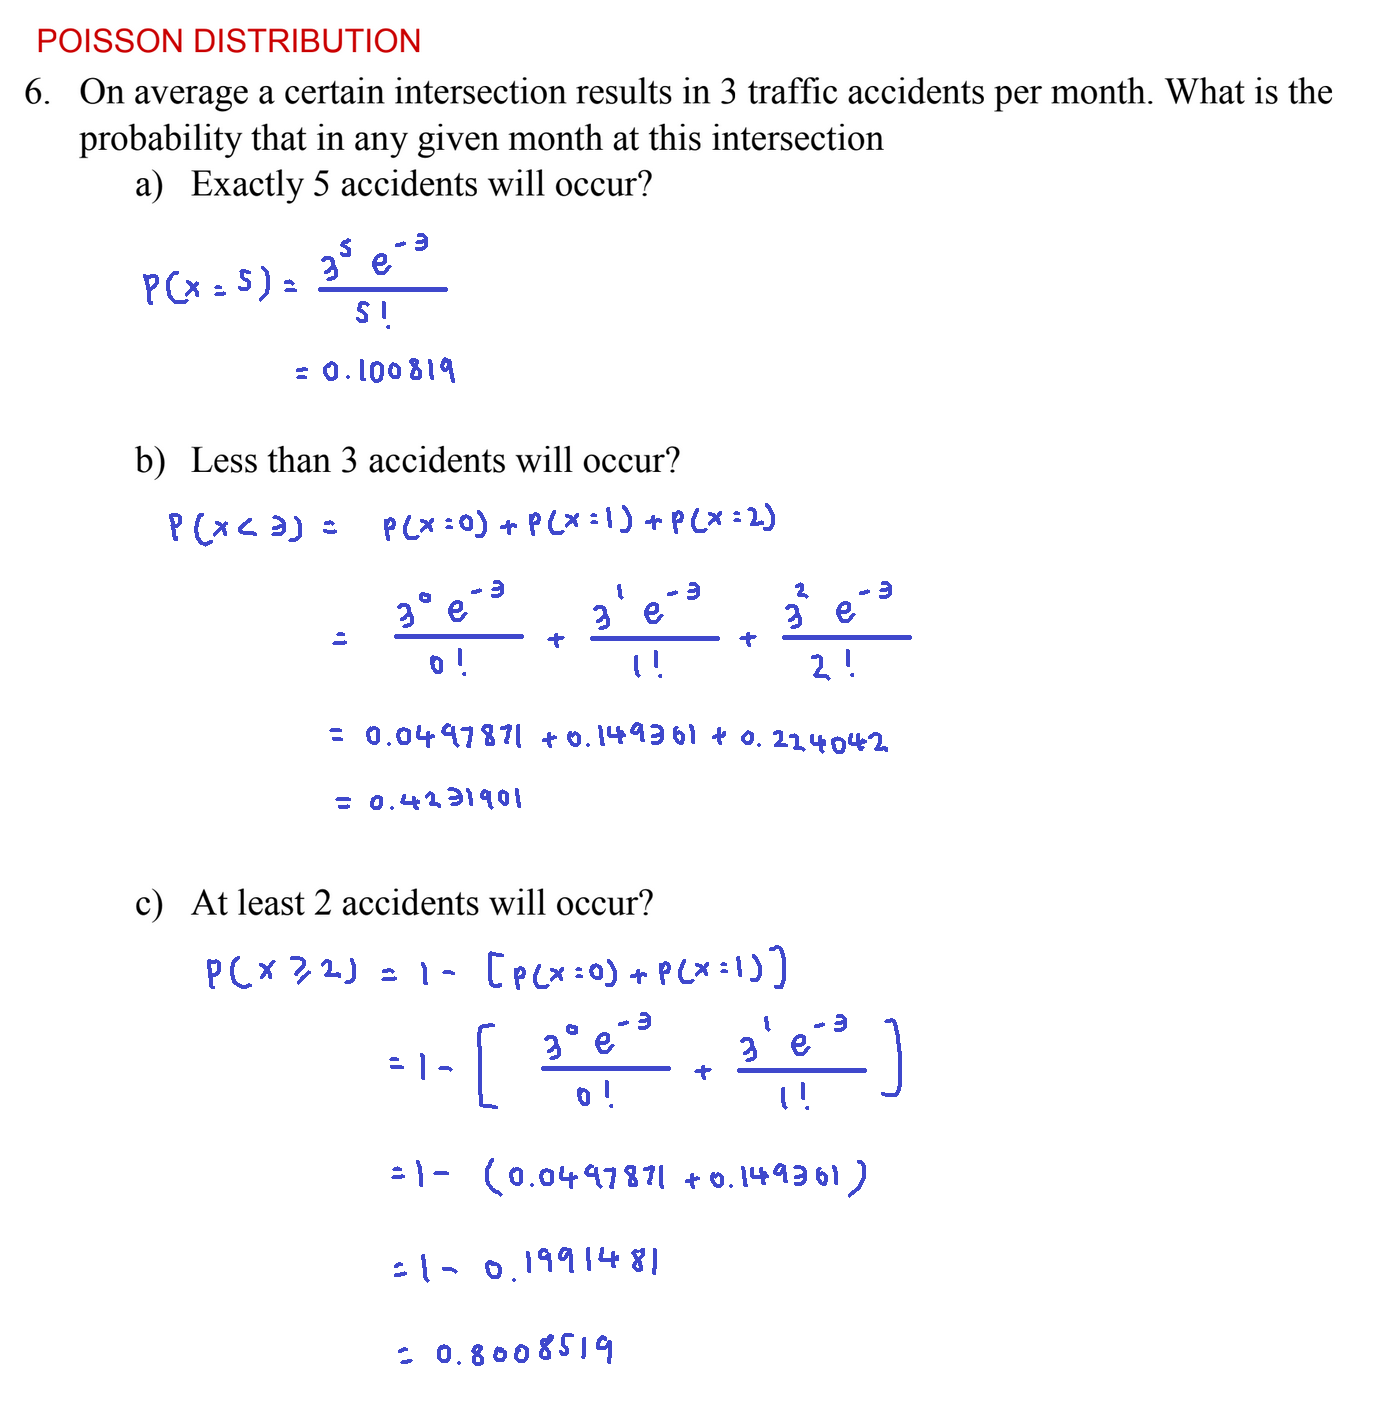 POISSON DISTRIBUTION
6. On average a certain intersection results in 3 traffic accidents per month. What is the
probability that in any given month at this intersection
a) Exactly 5 accidents will occur?
P(x = 5) = \frac{3^5 e^{-3}}{5!}
= 0.100819
b) Less than 3 accidents will occur?
P(x < 3) = P(x=0) + P(x=1) + P(x=2)
= \frac{3^0 e^{-3}}{0!} + \frac{3^1 e^{-3}}{1!} + \frac{3^2 e^{-3}}{2!}
= 0.0497871 + 0.149361 + 0.224042
= 0.4231901
c) At least 2 accidents will occur?
P(x ⩾ 2) = 1 - [P(x=0) + P(x=1)]
= 1 - [\frac{3^0 e^{-3}}{0!} + \frac{3^1 e^{-3}}{1!}]
= 1 - (0.0497871 + 0.149361)
= 1 - 0.1991481
= 0.8008519